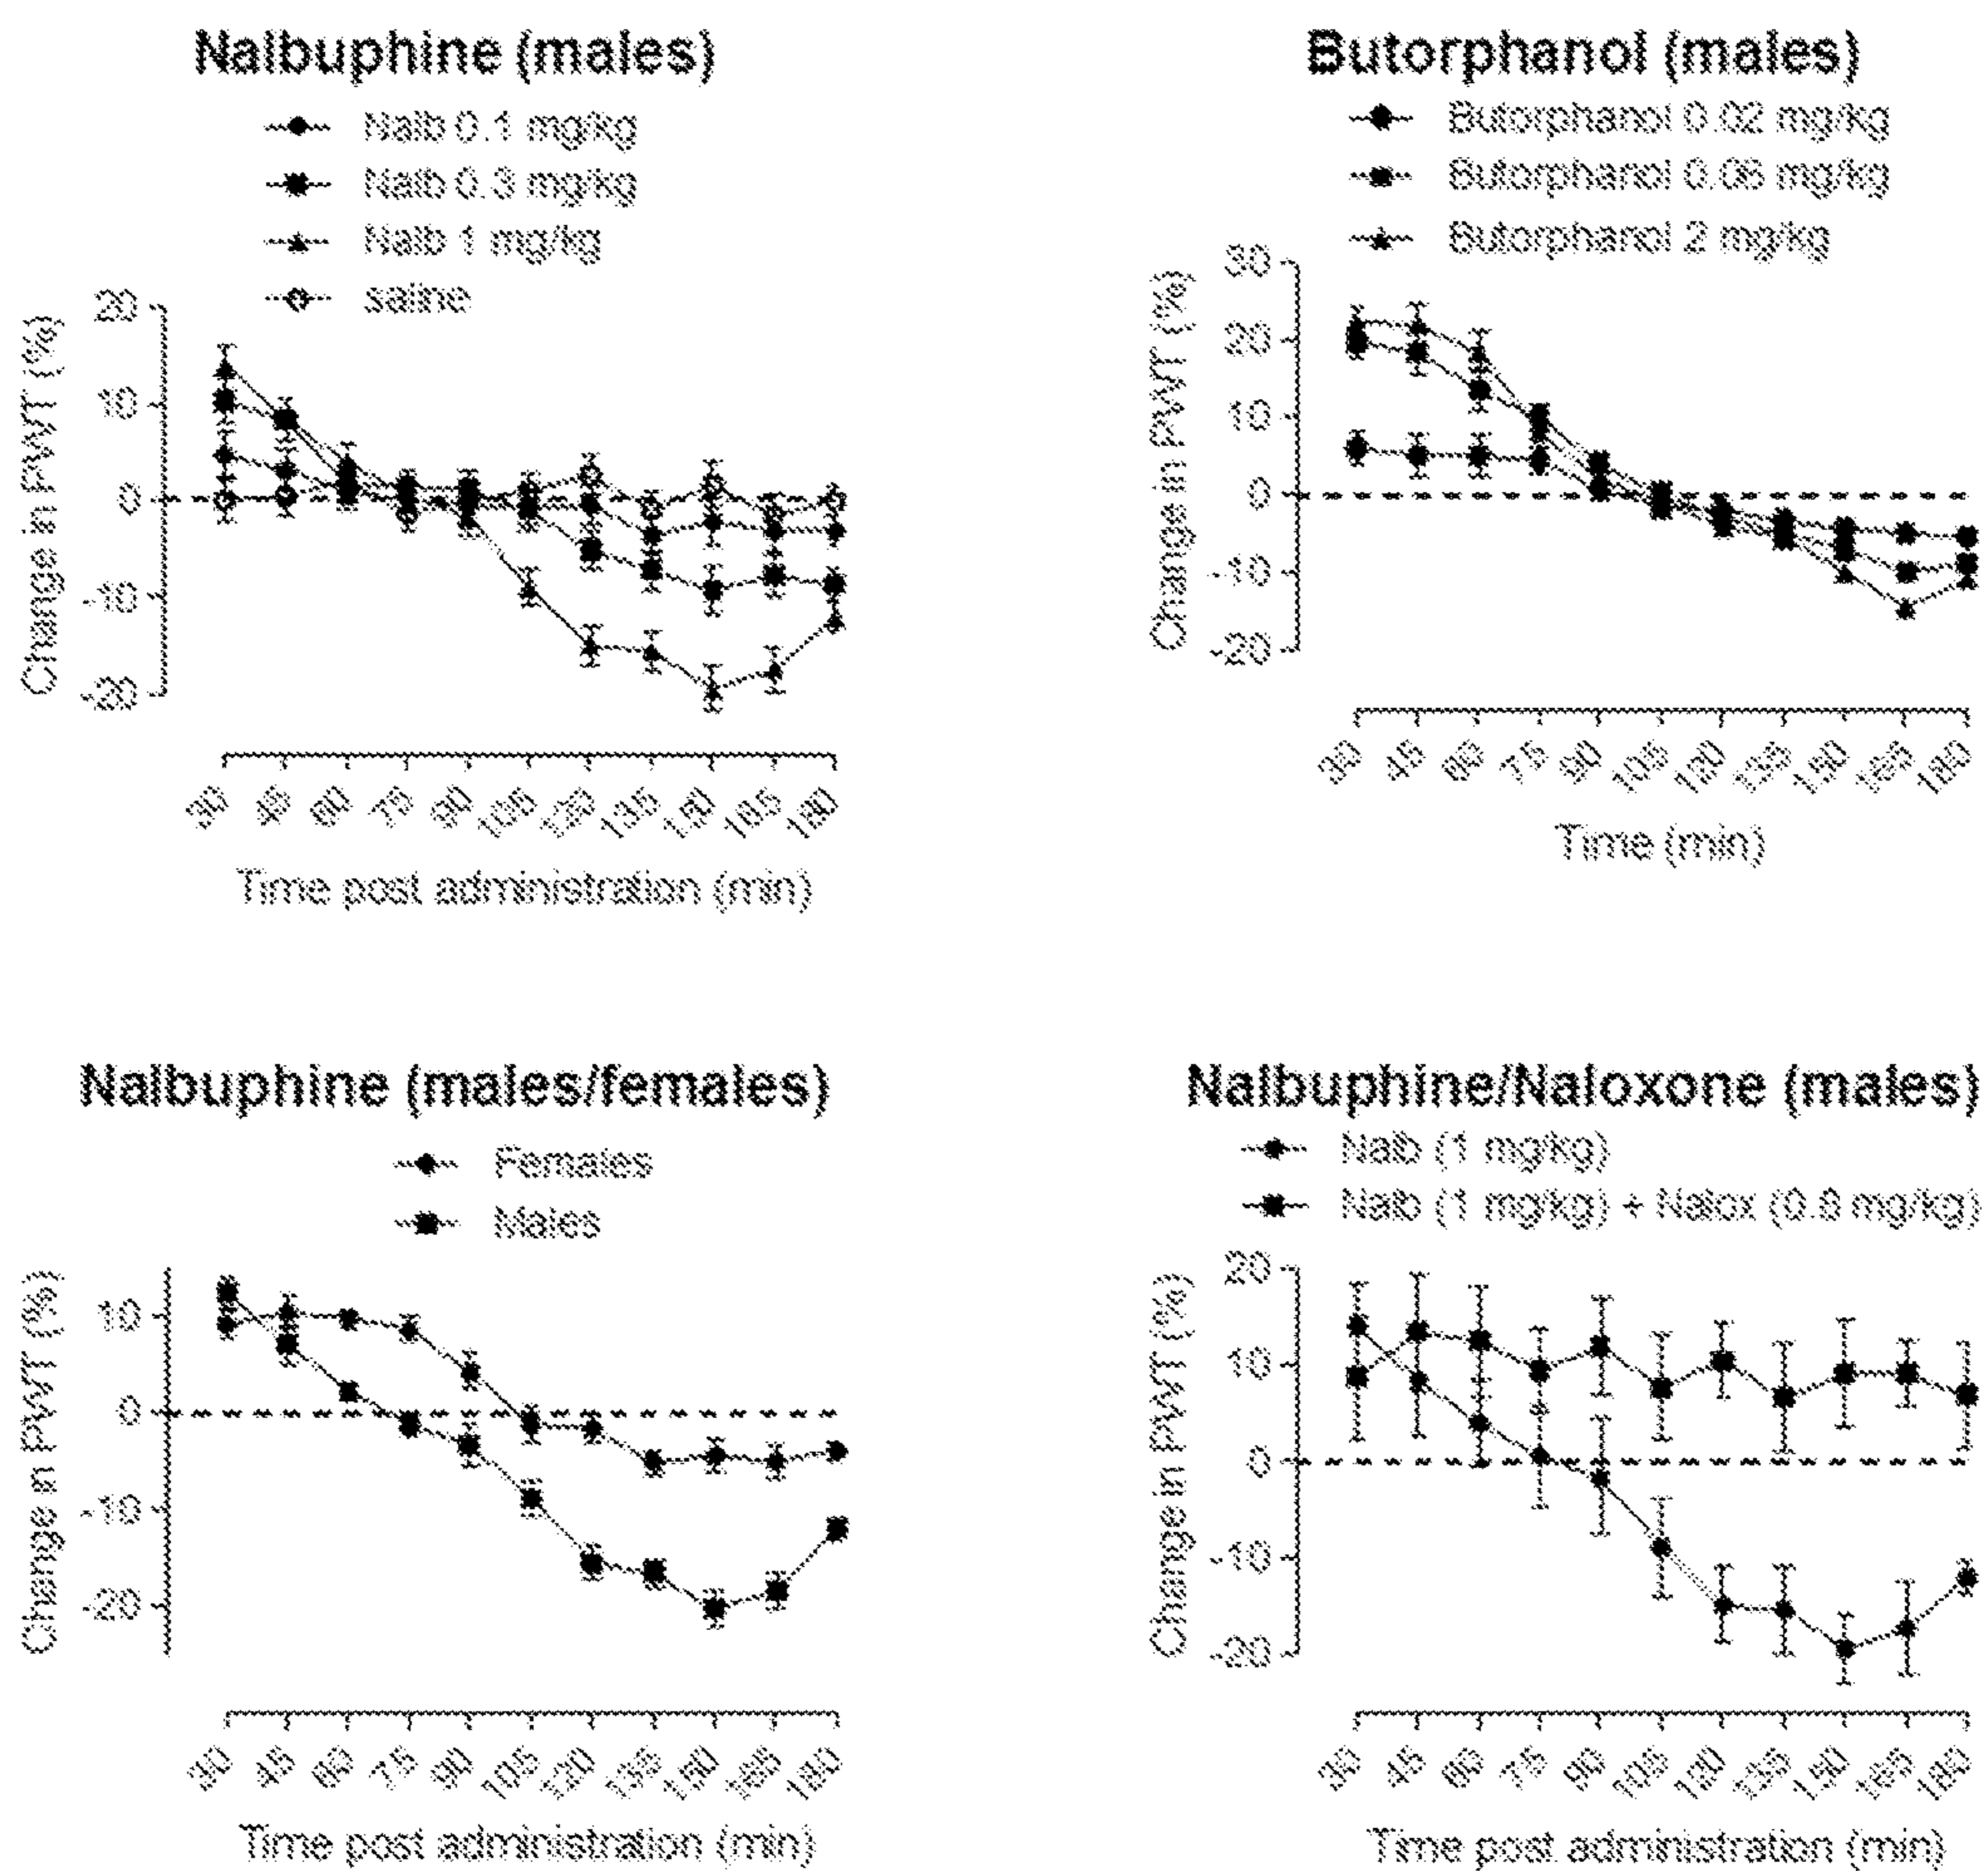 Nalbuphine (males)
Nalb 0.1 mg/kg
Nalb 0.3 mg/kg
Nalb 1 mg/kg
saline
Change in PWT (%)
20
10
0
-10
-20
30 45 60 75 90 105 120 135 150 165 180
Time post administration (min)
Butorphanol (males)
Butorphanol 0.02 mg/kg
Butorphanol 0.06 mg/kg
Butorphanol 2 mg/kg
Change in PWT (%)
30
20
10
0
-10
-20
30 45 60 75 90 105 120 135 150 165 180
Time (min)
Nalbuphine (males/females)
Females
Males
Change in PWT (%)
10
0
-10
-20
30 45 60 75 90 105 120 135 150 165 180
Time post administration (min)
Nalbuphine/Naloxone (males)
Nalb (1 mg/kg)
Nalb (1 mg/kg) + Nalox ( mg/kg)
Change in PWT (%)
20
10
0
-10
-20
30 45 60 75 90 105 120 135 150 165 180
Time post administration (min)